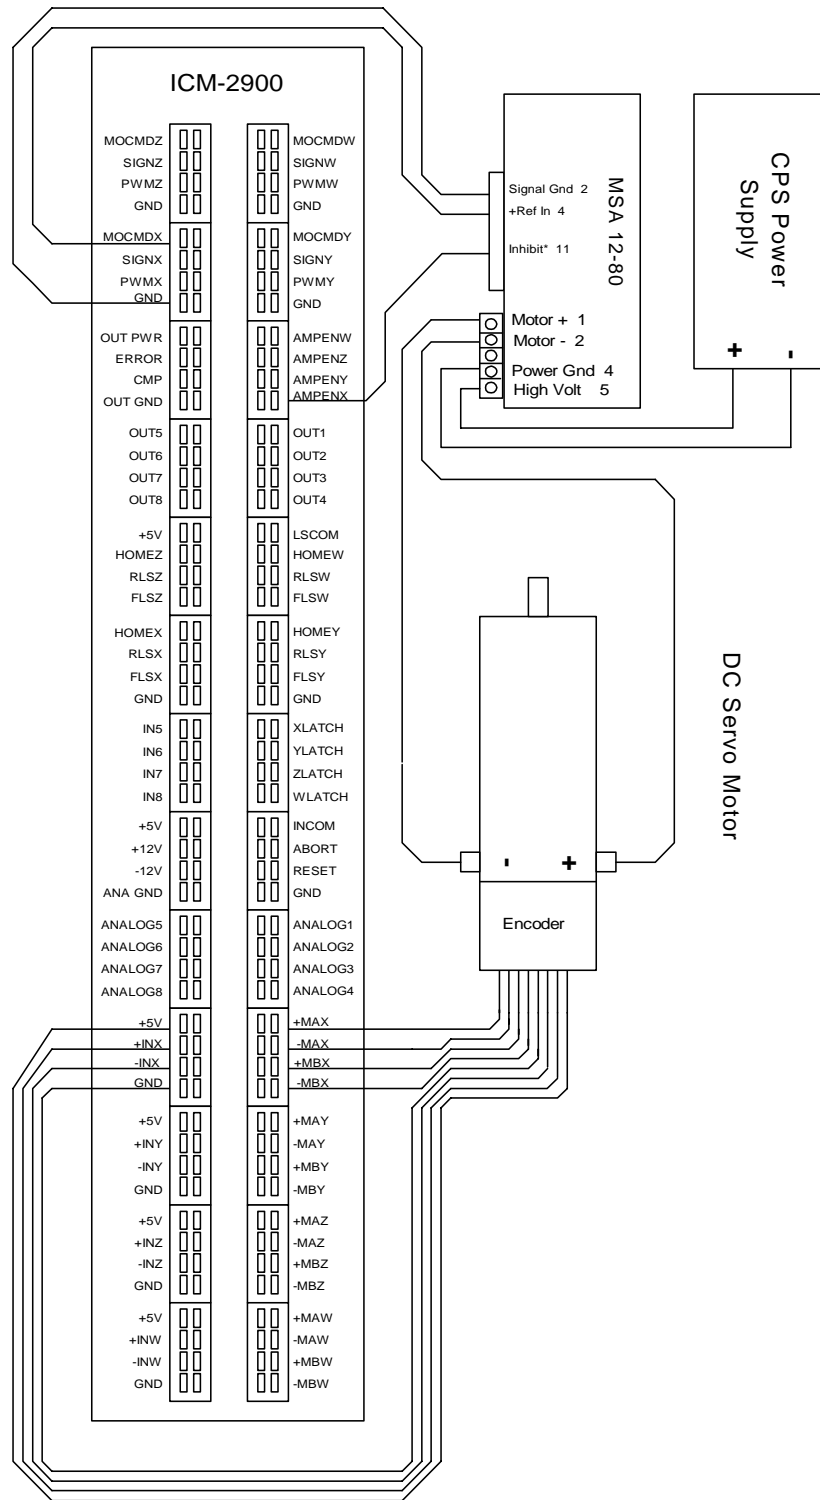 ICM-2900
MOCMDZ
SIGNZ
PWMZ
GND
MOCMDW
SIGNW
PWMW
GND
MOCMDX
SIGNX
PWMX
GND
MOCMDY
SIGNY
PWMY
GND
OUT PWR
ERROR
CMP
OUT GND
AMPENW
AMPENZ
AMPENY
AMPENX
OUT5
OUT6
OUT7
OUT8
OUT1
OUT2
OUT3
OUT4
+5V
HOMEZ
RLSZ
FLSZ
LSCOM
HOMEW
RLSW
FLSW
HOMEX
RLSX
FLSX
GND
HOMEY
RLSY
FLSY
GND
IN5
IN6
IN7
IN8
XLATCH
YLATCH
ZLATCH
WLATCH
+5V
+12V
-12V
ANA GND
INCOM
ABORT
RESET
GND
ANALOG5
ANALOG6
ANALOG7
ANALOG8
ANALOG1
ANALOG2
ANALOG3
ANALOG4
+5V
+INX
-INX
GND
+MAX
-MAX
+MBX
-MBX
+5V
+INY
-INY
GND
+MAY
-MAY
+MBY
-MBY
+5V
+INZ
-INZ
GND
+MAZ
-MAZ
+MBZ
-MBZ
+5V
+INW
-INW
GND
+MAW
-MAW
+MBW
-MBW
MSA 12-80
Signal Gnd 2
+Ref In 4
Inhibit* 11
Motor + 1
Motor - 2
Power Gnd 4
High Volt 5
CPS Power
Supply
+ -
DC Servo Motor
- +
Encoder